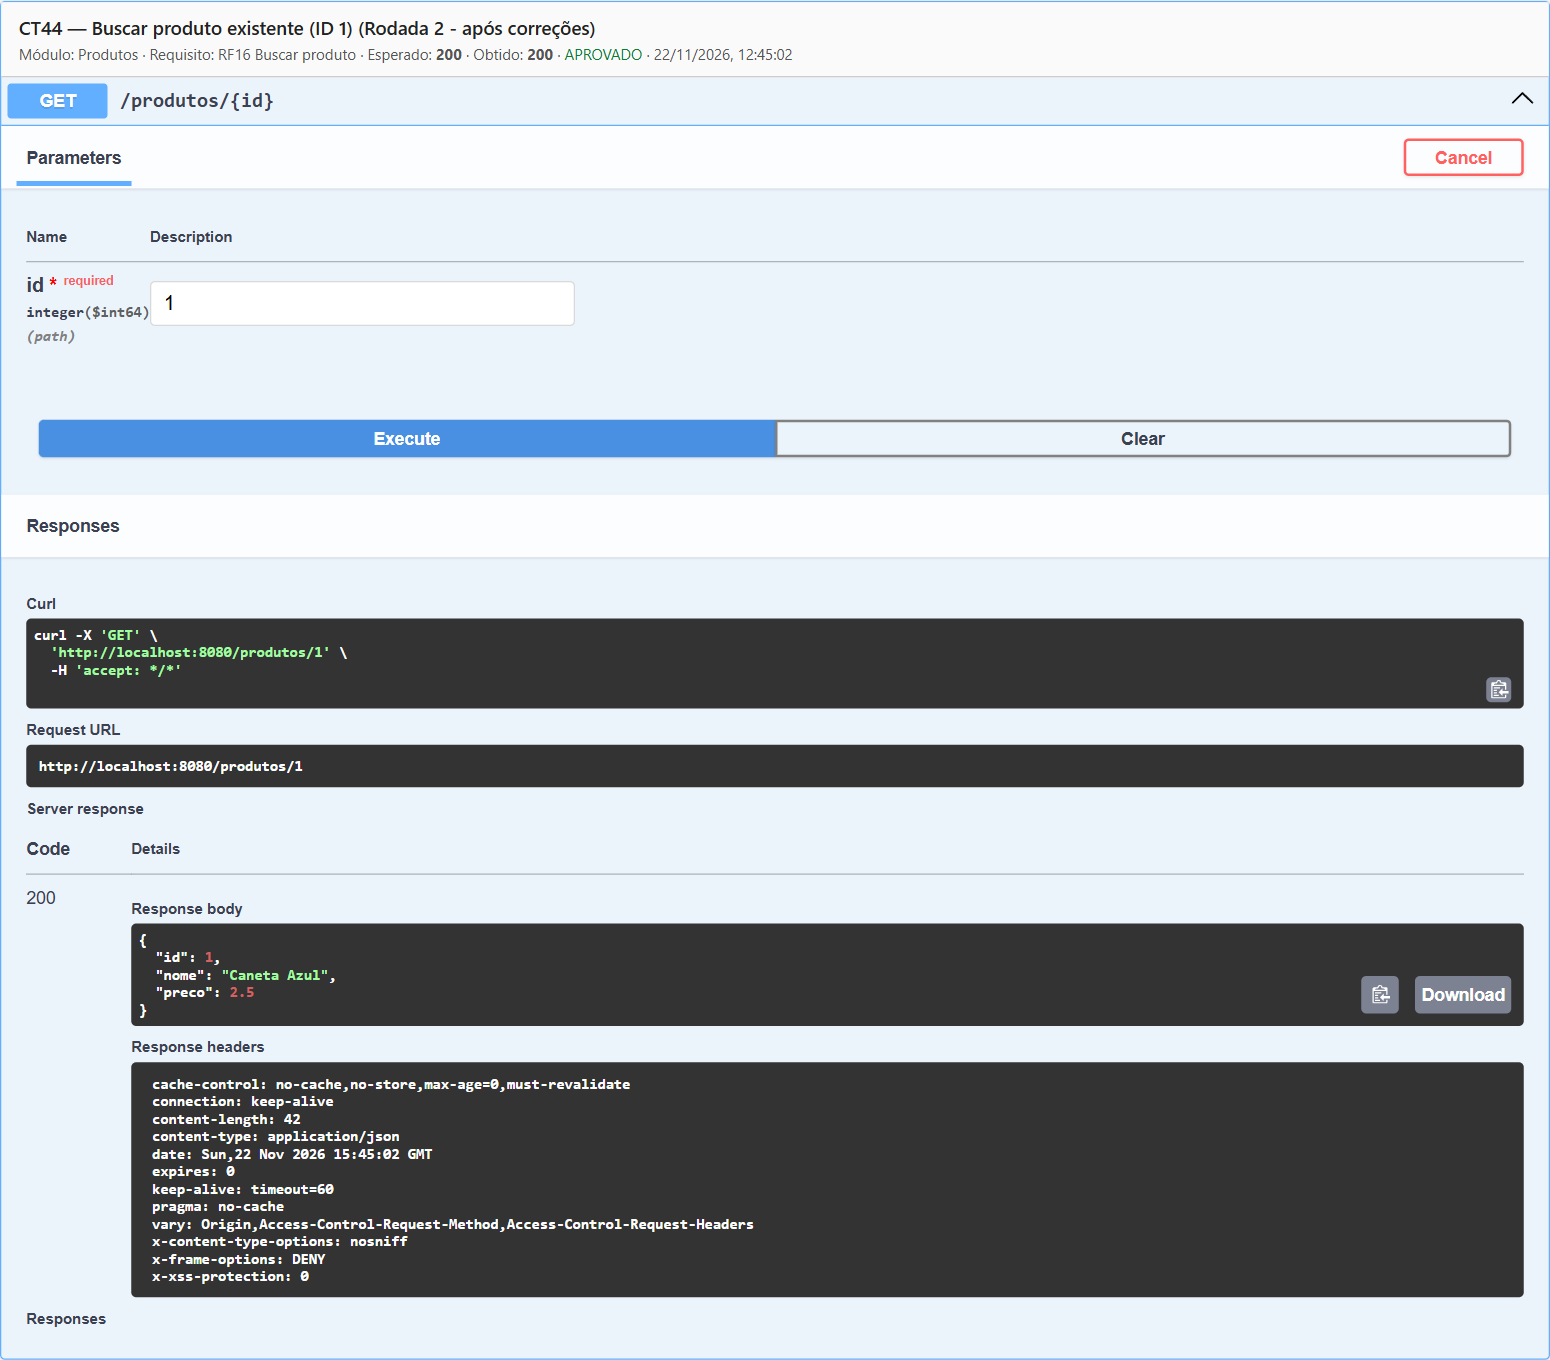 CT44 — Buscar produto existente (ID 1) (Rodada 2 - após correções)
Módulo: Produtos · Requisito: RF16 Buscar produto · Esperado: 200 · Obtido: 200 · APROVADO · 22/11/2026, 12:45:02
GET /produtos/{id}
Parameters
Cancel
Name Description
id * required
integer($int64)
(path)
1
Execute
Clear
Responses
Curl
curl -X 'GET' \
  'http://localhost:8080/produtos/1' \
  -H 'accept: */*'
Request URL
http://localhost:8080/produtos/1
Server response
Code Details
200
Response body
{
  "id": 1,
  "nome": "Caneta Azul",
  "preco": 2.5
}
Download
Response headers
cache-control: no-cache,no-store,max-age=0,must-revalidate
connection: keep-alive
content-length: 42
content-type: application/json
date: Sun,22 Nov 2026 15:45:02 GMT
expires: 0
keep-alive: timeout=60
pragma: no-cache
vary: Origin,Access-Control-Request-Method,Access-Control-Request-Headers
x-content-type-options: nosniff
x-frame-options: DENY
x-xss-protection: 0
Responses